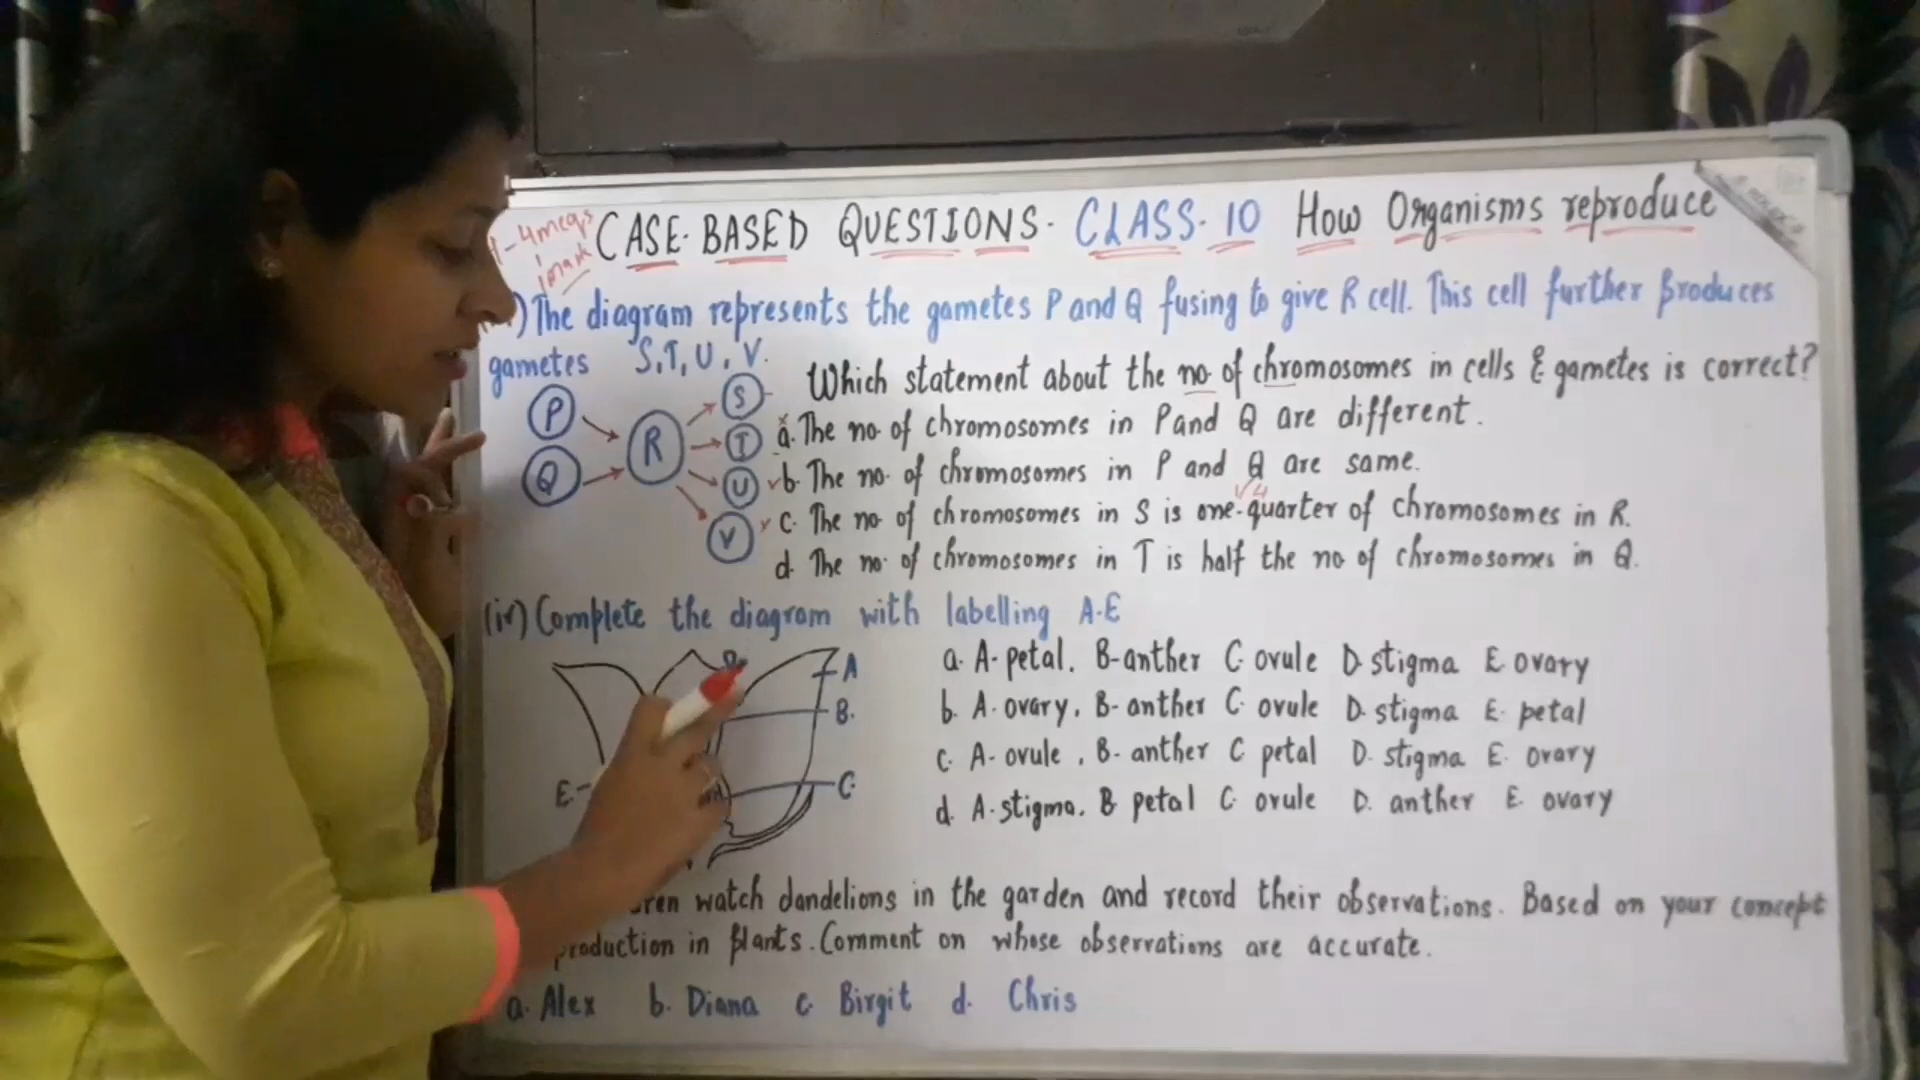 4mcqs
1 mark
CASE-BASED QUESTIONS- CLASS-10 How Organisms reproduce
) The diagram represents the gametes P and Q fusing to give R cell. This cell further produces
gametes S,T,U,V.
Which statement about the no of chromosomes in cells & gametes is correct?
P
Q
R
S
T
U
V
x a. The no. of chromosomes in P and Q are different.
✓b. The no. of chromosomes in P and Q are same.
1/4
x c. The no of chromosomes in S is one-quarter of chromosomes in R.
d. The no. of chromosomes in T is half the no of chromosomes in Q.
(iv) Complete the diagram with labelling A-E
A
B.
C
E-
a. A-petal. B-anther C ovule D stigma E ovary
b. A-ovary, B-anther C ovule D. stigma E petal
c. A-ovule, B-anther C petal D. stigma E. ovary
d. A-stigma. B petal C ovule D. anther E ovary
ren watch dandelions in the garden and record their observations. Based on your concept
production in plants. Comment on whose observations are accurate.
a. Alex b. Diana c Birgit d. Chris